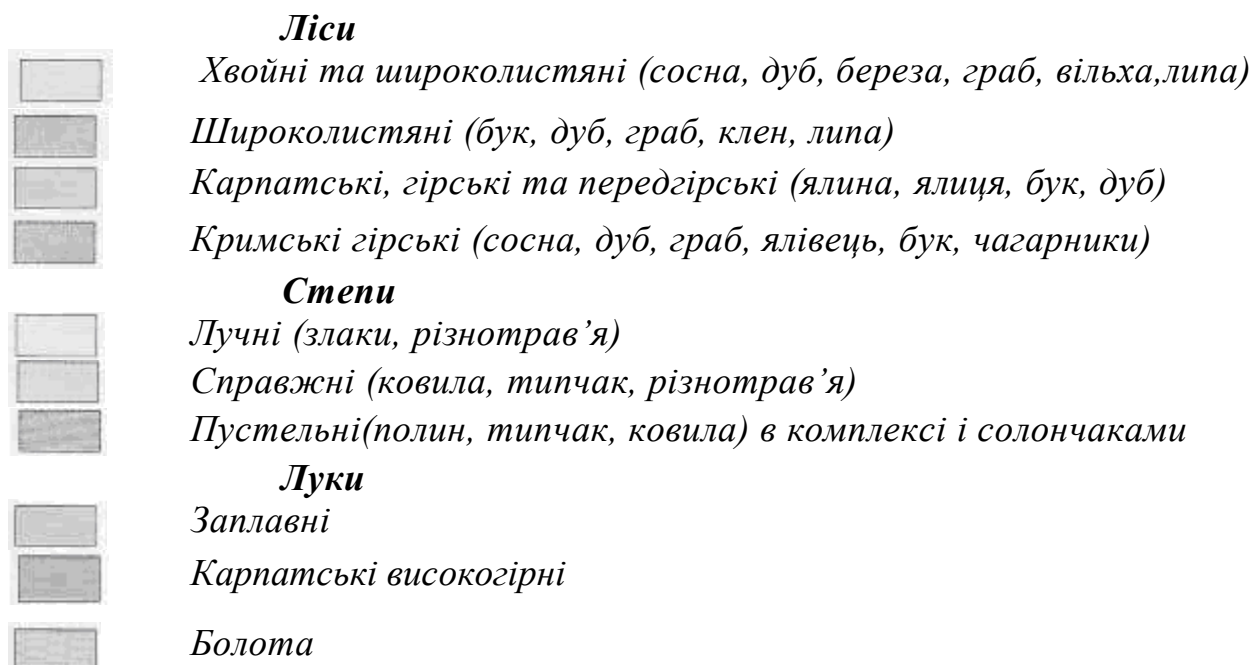 Ліси
Хвойні та широколистяні (сосна, дуб, береза, граб, вільха,липа)
Широколистяні (бук, дуб, граб, клен, липа)
Карпатські, гірські та передгірські (ялина, ялиця, бук, дуб)
Кримські гірські (сосна, дуб, граб, ялівець, бук, чагарники)
Степи
Лучні (злаки, різнотрав’я)
Справжні (ковила, типчак, різнотрав’я)
Пустельні(полин, типчак, ковила) в комплексі і солончаками
Луки
Заплавні
Карпатські високогірні
Болота